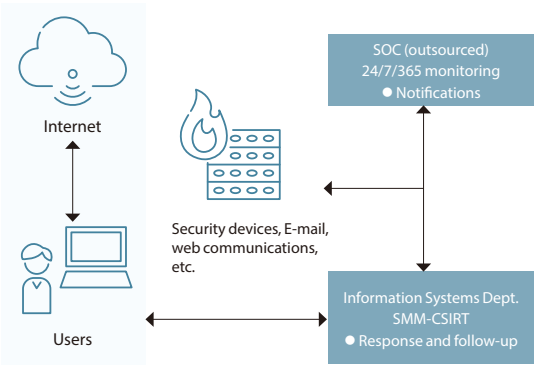 Internet
Users
Security devices, E-mail,
web communications,
etc.
SOC (outsourced)
24/7/365 monitoring
● Notifications
Information Systems Dept.
SMM-CSIRT
● Response and follow-up